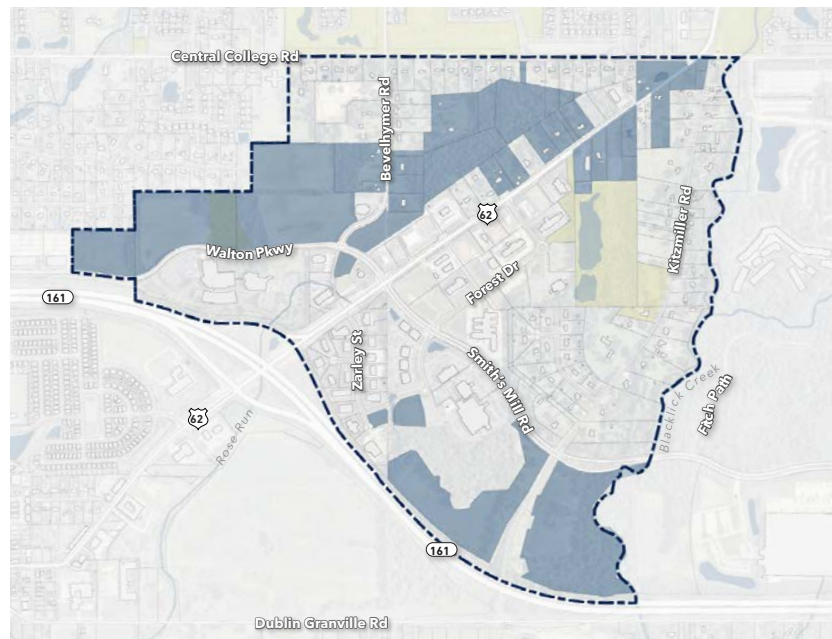 Central College Rd
Bevelhymer Rd
62
Kitzmiller Rd
Walton Pkwy
161
Forest Dr
Zarley St
Smith's Mill Rd
Blacklick Creek
Fitch Path
62
Rose Run
161
Dublin Granville Rd